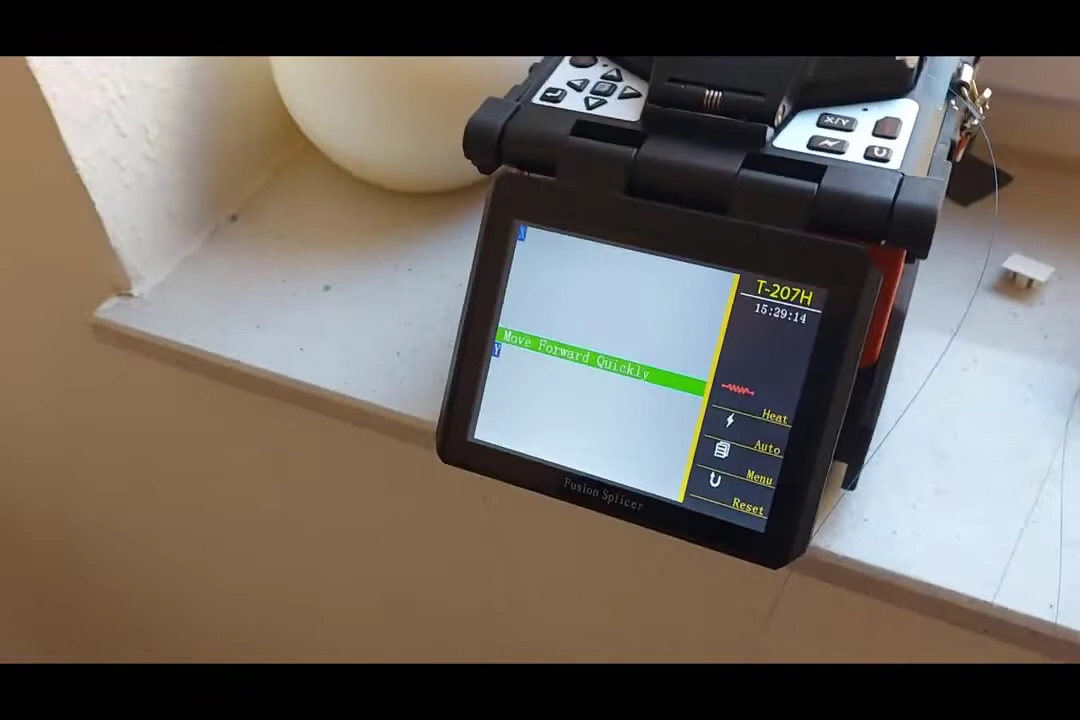 X/Y
X
T-207H
15:29:14
Move Forward Quickly
Y
Heat
Auto
Menu
Reset
Fusion Splicer